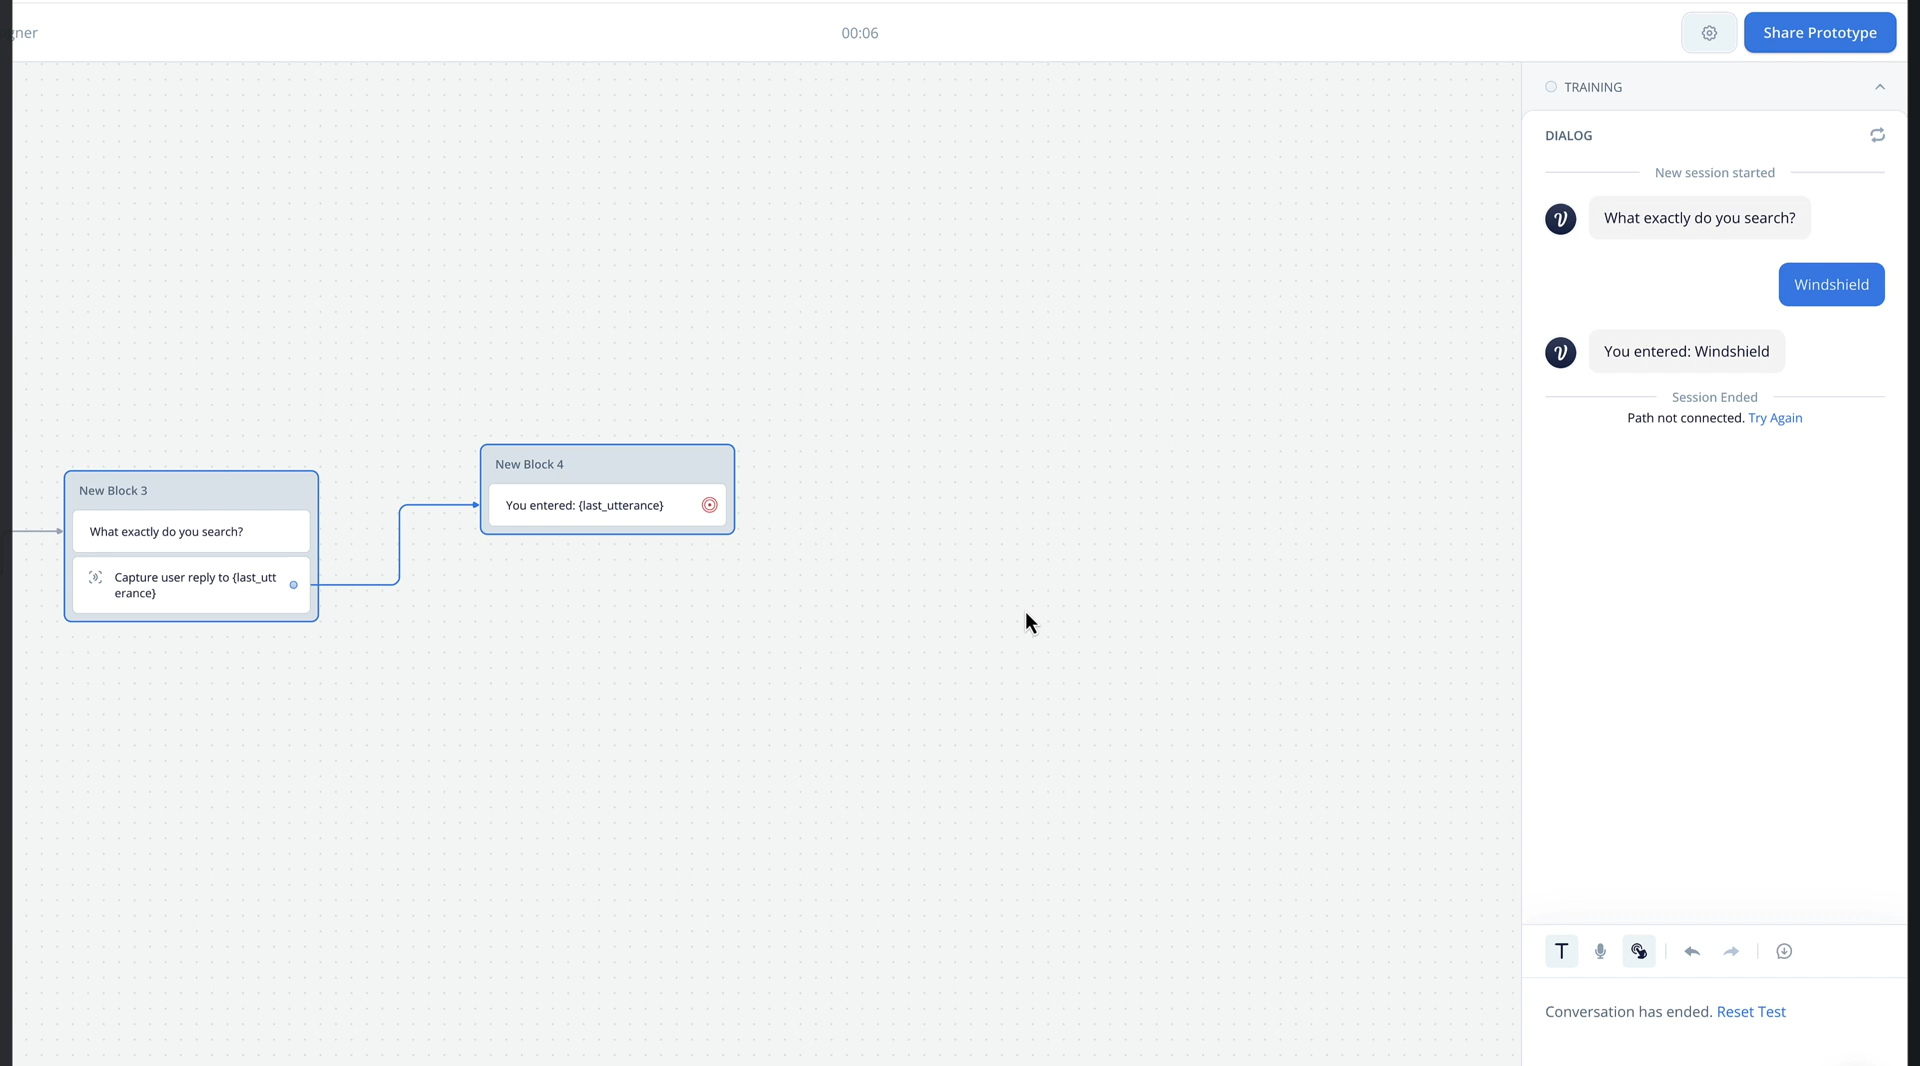 gner
00:06
Share Prototype
TRAINING
DIALOG
New session started
What exactly do you search?
Windshield
You entered: Windshield
Session Ended
Path not connected. Try Again
New Block 4
You entered: {last_utterance}
New Block 3
What exactly do you search?
Capture user reply to {last_utt
erance}
T
Conversation has ended. Reset Test